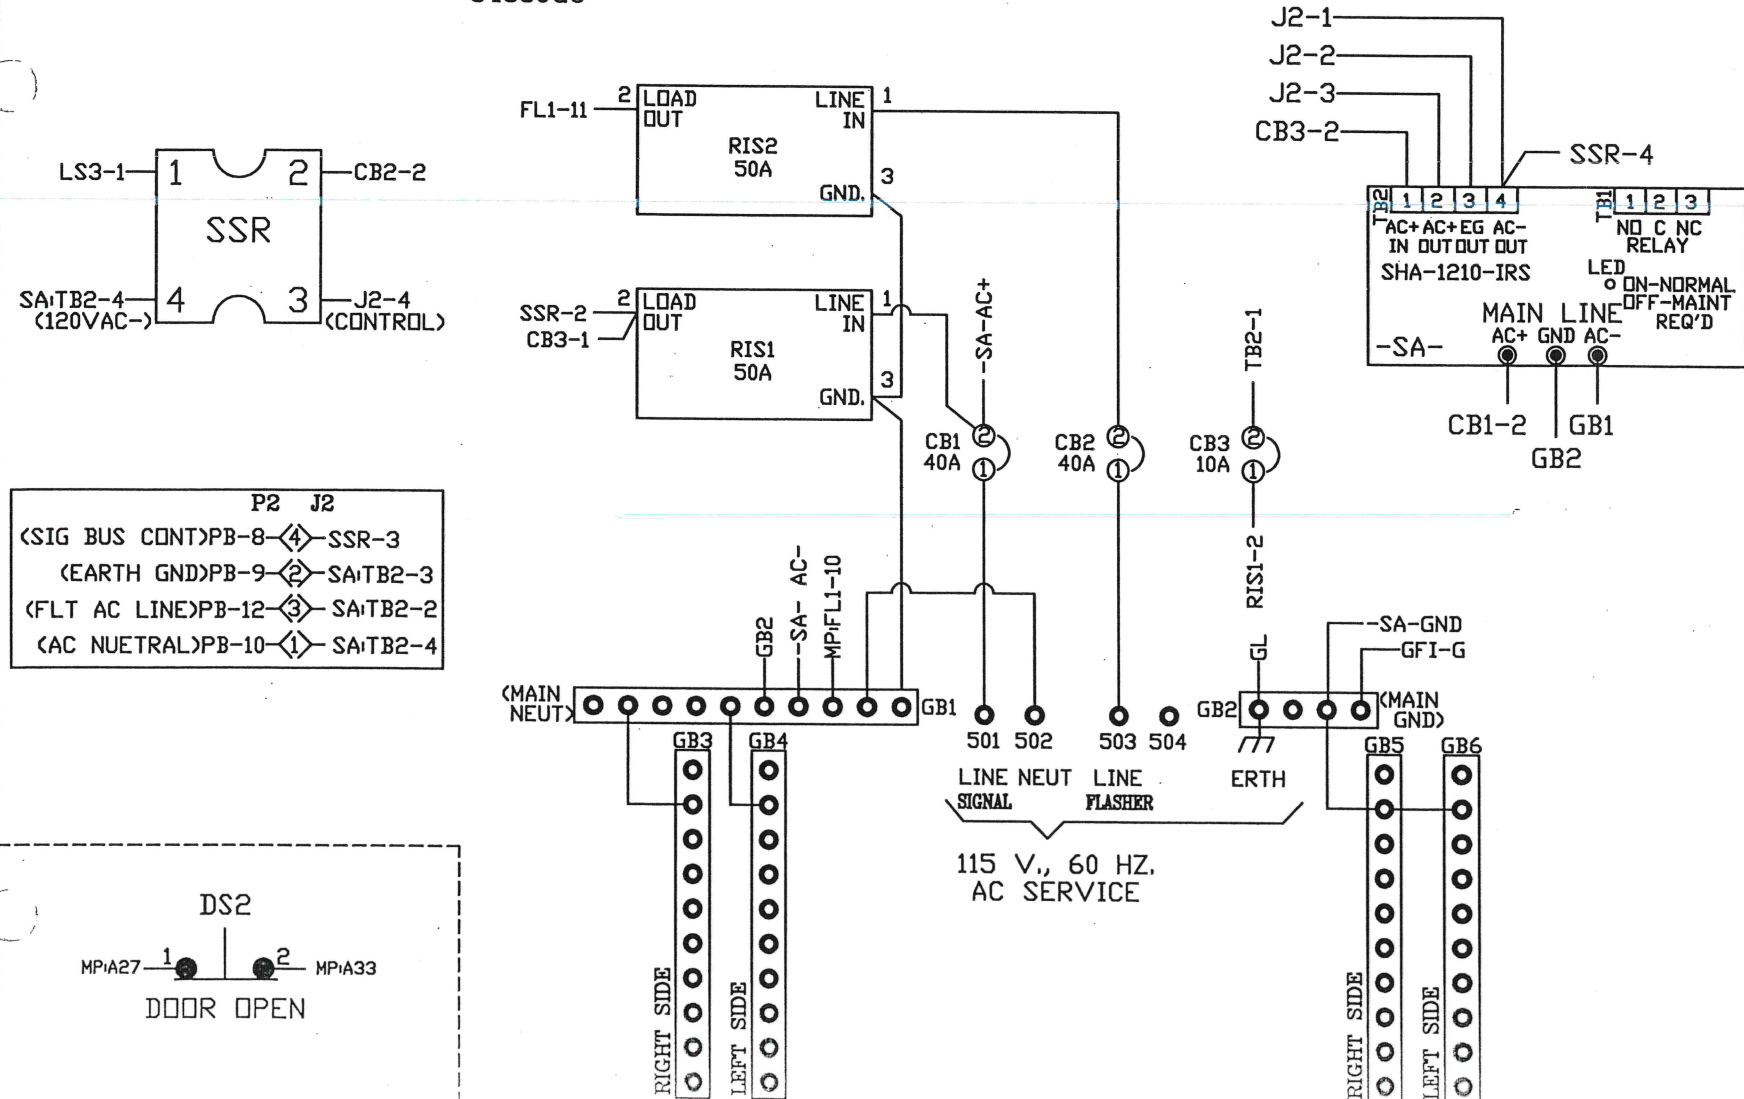 J2-1
J2-2
J2-3
CB3-2
SSR-4
TB2
1 2 3 4
AC+ AC+ EG AC-
IN OUT OUT OUT
SHA-1210-IRS
TB1
1 2 3
NO C NC
RELAY
LED
ON-NORMAL
OFF-MAINT
REQ'D
MAIN LINE
AC+ GND AC-
-SA-
CB1-2
GB2
GB1
LS3-1
1 2
CB2-2
SSR
SA:TB2-4
(120VAC-)
4 3
J2-4
(CONTROL)
FL1-11
2
LOAD
OUT
LINE
IN
1
RIS2
50A
GND.
3
SSR-2
CB3-1
2
LOAD
OUT
LINE
IN
1
RIS1
50A
GND.
3
-SA-AC+
CB1
40A
2
1
CB2
40A
2
1
TB2-1
CB3
10A
2
1
RIS1-2
P2 J2
(SIG BUS CONT)PB-8 4 SSR-3
(EARTH GND)PB-9 2 SA:TB2-3
(FLT AC LINE)PB-12 3 SA:TB2-2
(AC NUETRAL)PB-10 1 SA:TB2-4
GB2
-SA- AC-
MP:FL1-10
(MAIN
NEUT)
GB1
GB3
GB4
501 502 503 504
LINE NEUT LINE
SIGNAL FLASHER
GL
GB2
ERTH
-SA-GND
GFI-G
(MAIN
GND)
GB5
GB6
115 V., 60 HZ.
AC SERVICE
RIGHT SIDE
LEFT SIDE
RIGHT SIDE
LEFT SIDE
DS2
MP:A27
1
2
MP:A33
DOOR OPEN